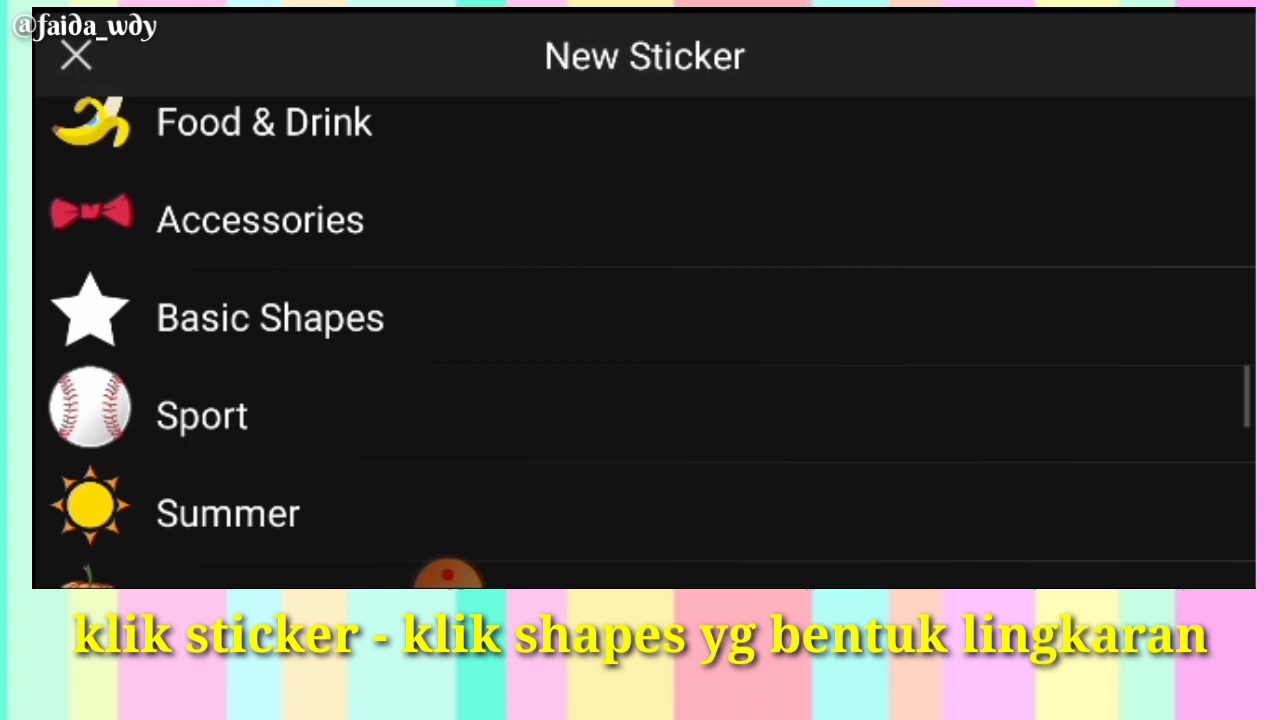 @faida_wdy
New Sticker
Food & Drink
Accessories
Basic Shapes
Sport
Summer
klik sticker - klik shapes yg bentuk lingkaran